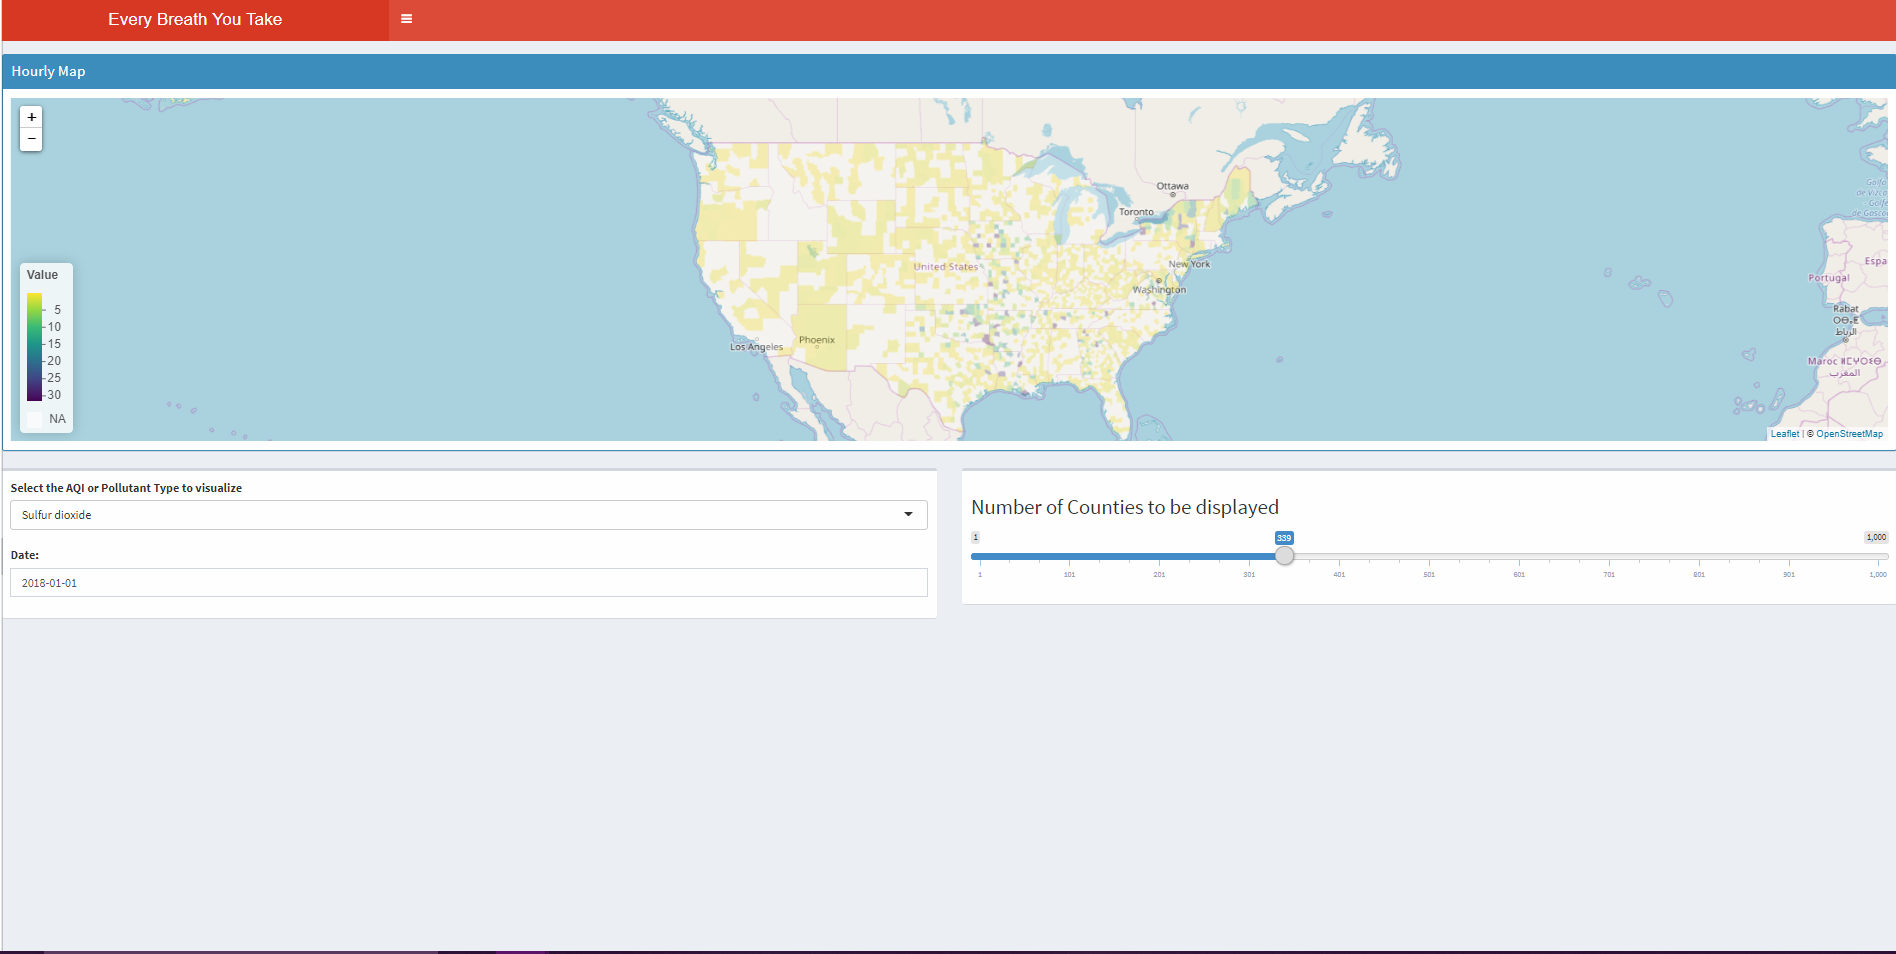 Every Breath You Take
Hourly Map
+
−
Ottawa
Toronto
United States
New York
Washington
Phoenix
Los Angeles
Golfo
de Vizca
Golfe
de Gascog
Portugal
Espa
Rabat
ⵔⴱⴰⵟ
الرباط
Maroc ⵍⵎⵖⵔⵉⴱ
المغرب
Value
5
10
15
20
25
30
NA
Leaflet | © OpenStreetMap
Select the AQI or Pollutant Type to visualize
Sulfur dioxide
Date:
2018-01-01
Number of Counties to be displayed
1 339 1,000
1 101 201 301 401 501 601 701 801 901 1,000